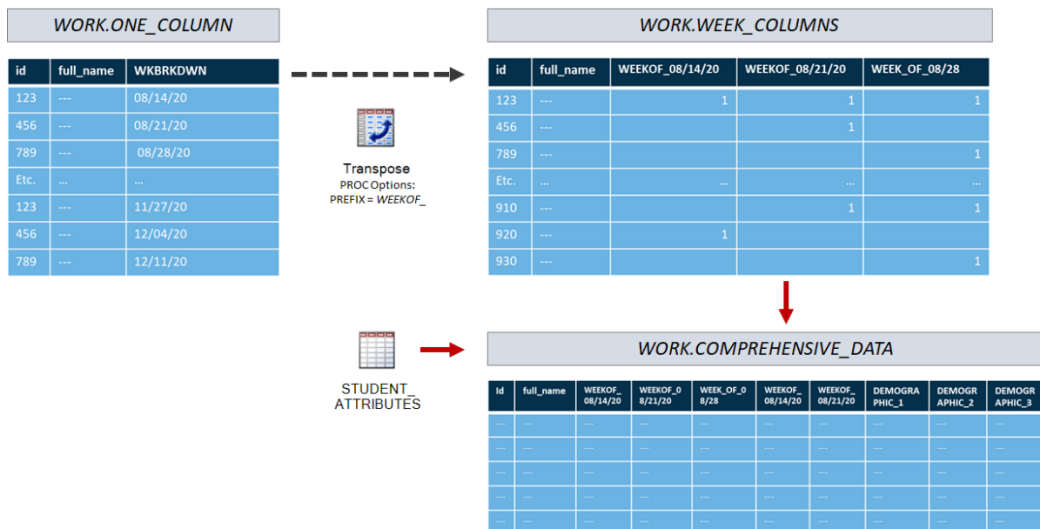 WORK.ONE_COLUMN
id full_name WKBRKDWN
123 --- 08/14/20
456 --- 08/21/20
789 --- 08/28/20
Etc. ... ...
123 --- 11/27/20
456 --- 12/04/20
789 --- 12/11/20
Transpose
PROC Options:
PREFIX = WEEKOF_
WORK.WEEK_COLUMNS
id full_name WEEKOF_08/14/20 WEEKOF_08/21/20 WEEK_OF_08/28
123 --- 1 1 1
456 --- 1
789 --- 1
Etc. ... ... ... ...
910 --- 1 1
920 --- 1
930 --- 1
STUDENT_
ATTRIBUTES
WORK.COMPREHENSIVE_DATA
Id full_name WEEKOF_ WEEKOF_0 WEEK_OF_0 WEEKOF_ WEEKOF_ DEMOGRA DEMOGR DEMOGR
08/14/20 8/21/20 8/28 08/14/20 08/21/20 PHIC_1 APHIC_2 APHIC_3
--- --- --- --- --- --- --- --- --- ---
--- --- --- --- --- --- --- --- --- ---
--- --- --- --- --- --- --- --- --- ---
--- --- --- --- --- --- --- --- --- ---
--- --- --- --- --- --- --- --- --- ---